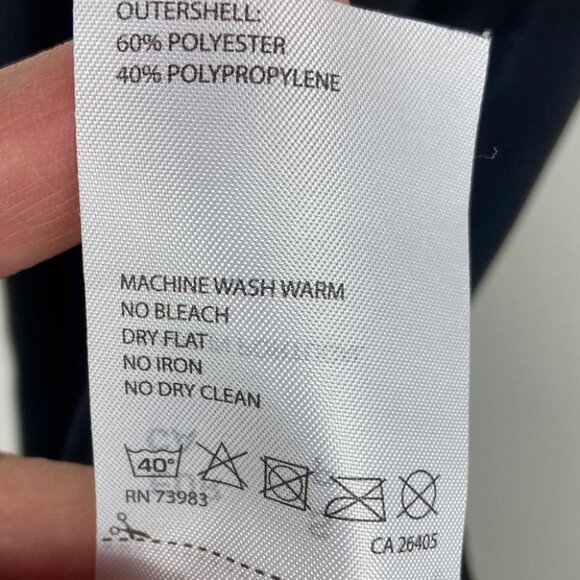 OUTERSHELL:
60% POLYESTER
40% POLYPROPYLENE
MACHINE WASH WARM
NO BLEACH
DRY FLAT
NO IRON
NO DRY CLEAN
40°
RN 73983
CA 26405